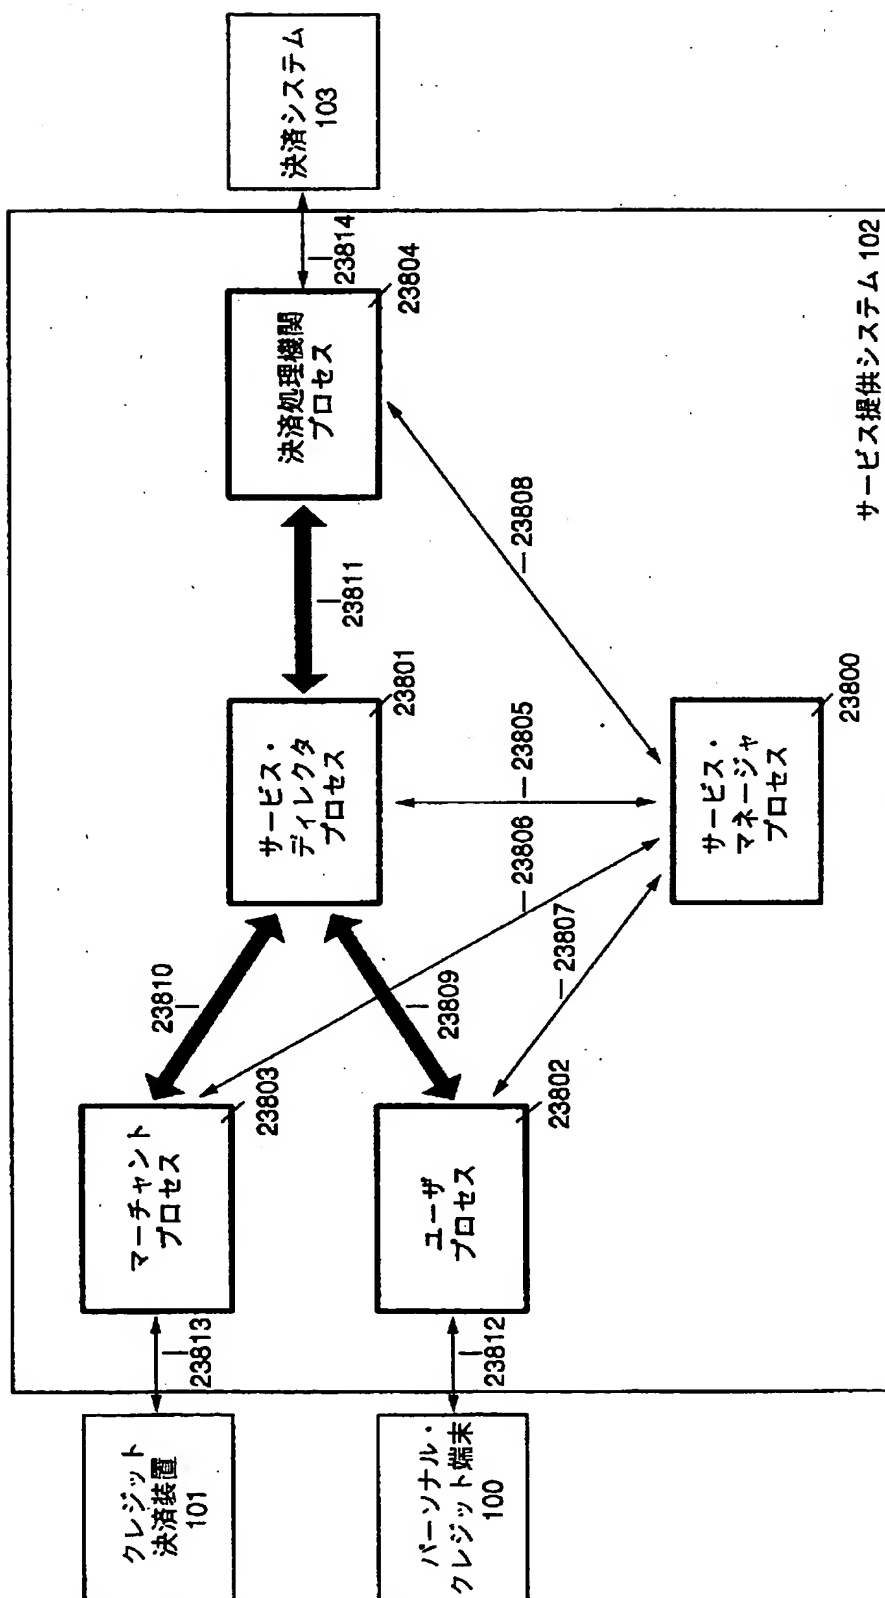 クレジット
決済装置
101
23813
マーチャント
プロセス
23803
23810
パーソナル・
クレジット端末
100
23812
ユーザ
プロセス
23802
23809
サービス・
ディレクタ
プロセス
23801
23811
決済処理機関
プロセス
23804
23814
決済システム
103
23807
23806
23805
23808
サービス・
マネージャ
プロセス
23800
サービス提供システム 102